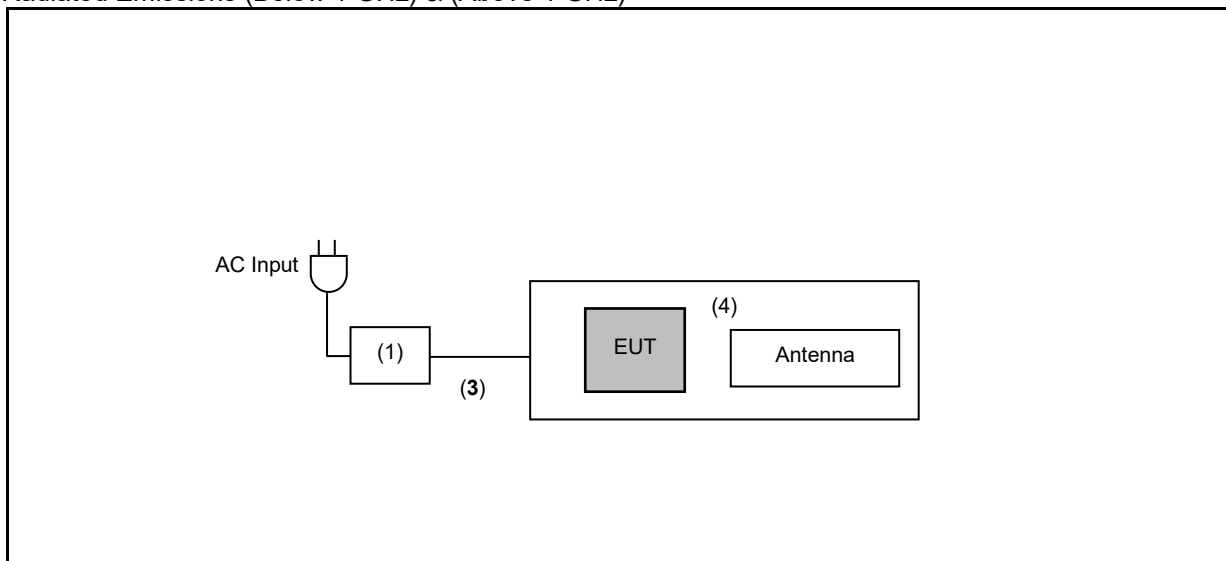 Radiated Emissions (Below 1 GHz) & (Above 1 GHz)
AC Input
(1)
(3)
EUT
(4)
Antenna